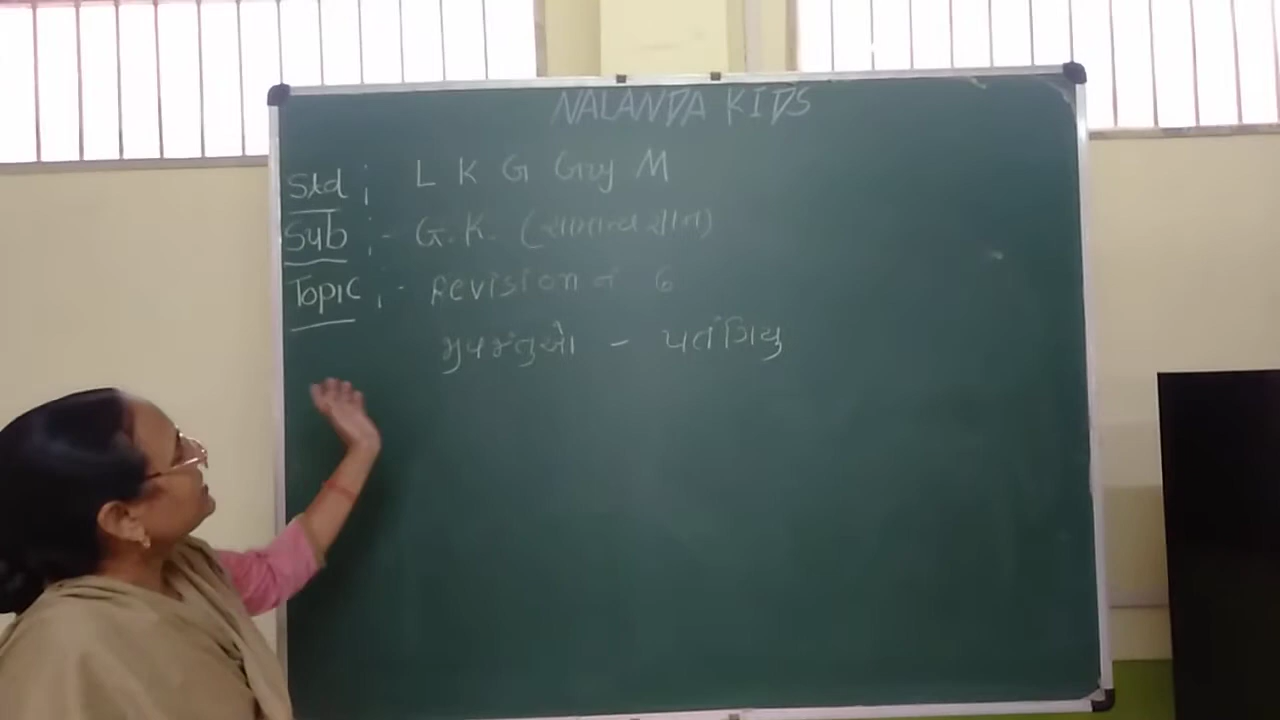 NALANDA KIDS
Std ; L K G Guj M
Sub ;- G.K. (સામાન્ય જ્ઞાન)
Topic ;- Revision નં 6
જીવજંતુઓ - પતંગિયુ